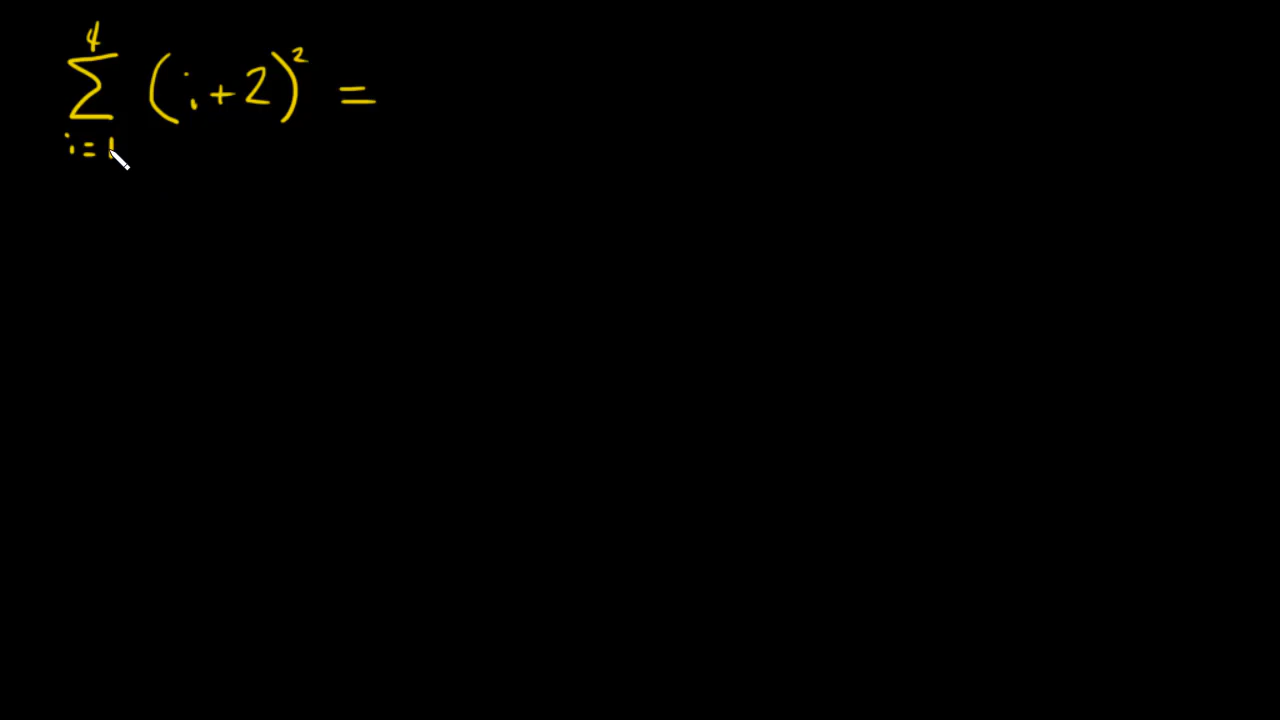 4
∑ (i+2)² =
i=1